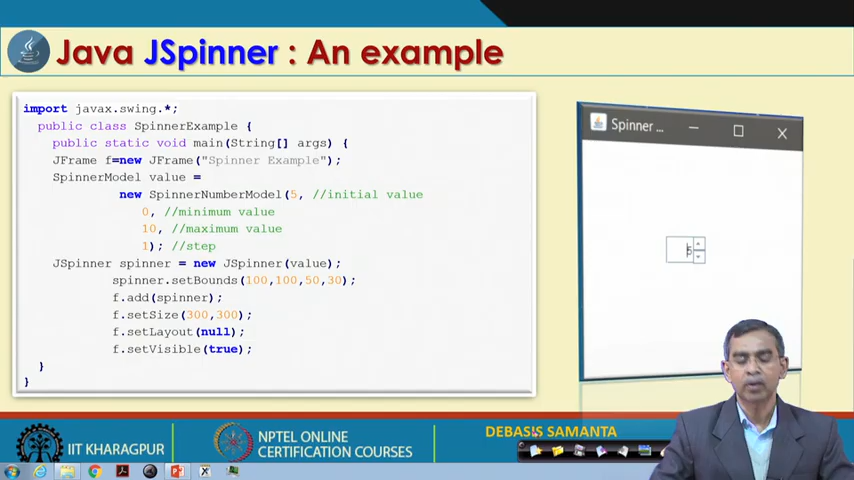 Java JSpinner : An example
import javax.swing.*;
public class SpinnerExample {
public static void main(String[] args) {
JFrame f=new JFrame("Spinner Example");
SpinnerModel value =
new SpinnerNumberModel(5, //initial value
0, //minimum value
10, //maximum value
1); //step
JSpinner spinner = new JSpinner(value);
spinner.setBounds(100,100,50,30);
f.add(spinner);
f.setSize(300,300);
f.setLayout(null);
f.setVisible(true);
}
}
Spinner ...
5
IIT KHARAGPUR
NPTEL ONLINE
CERTIFICATION COURSES
DEBASIS SAMANTA